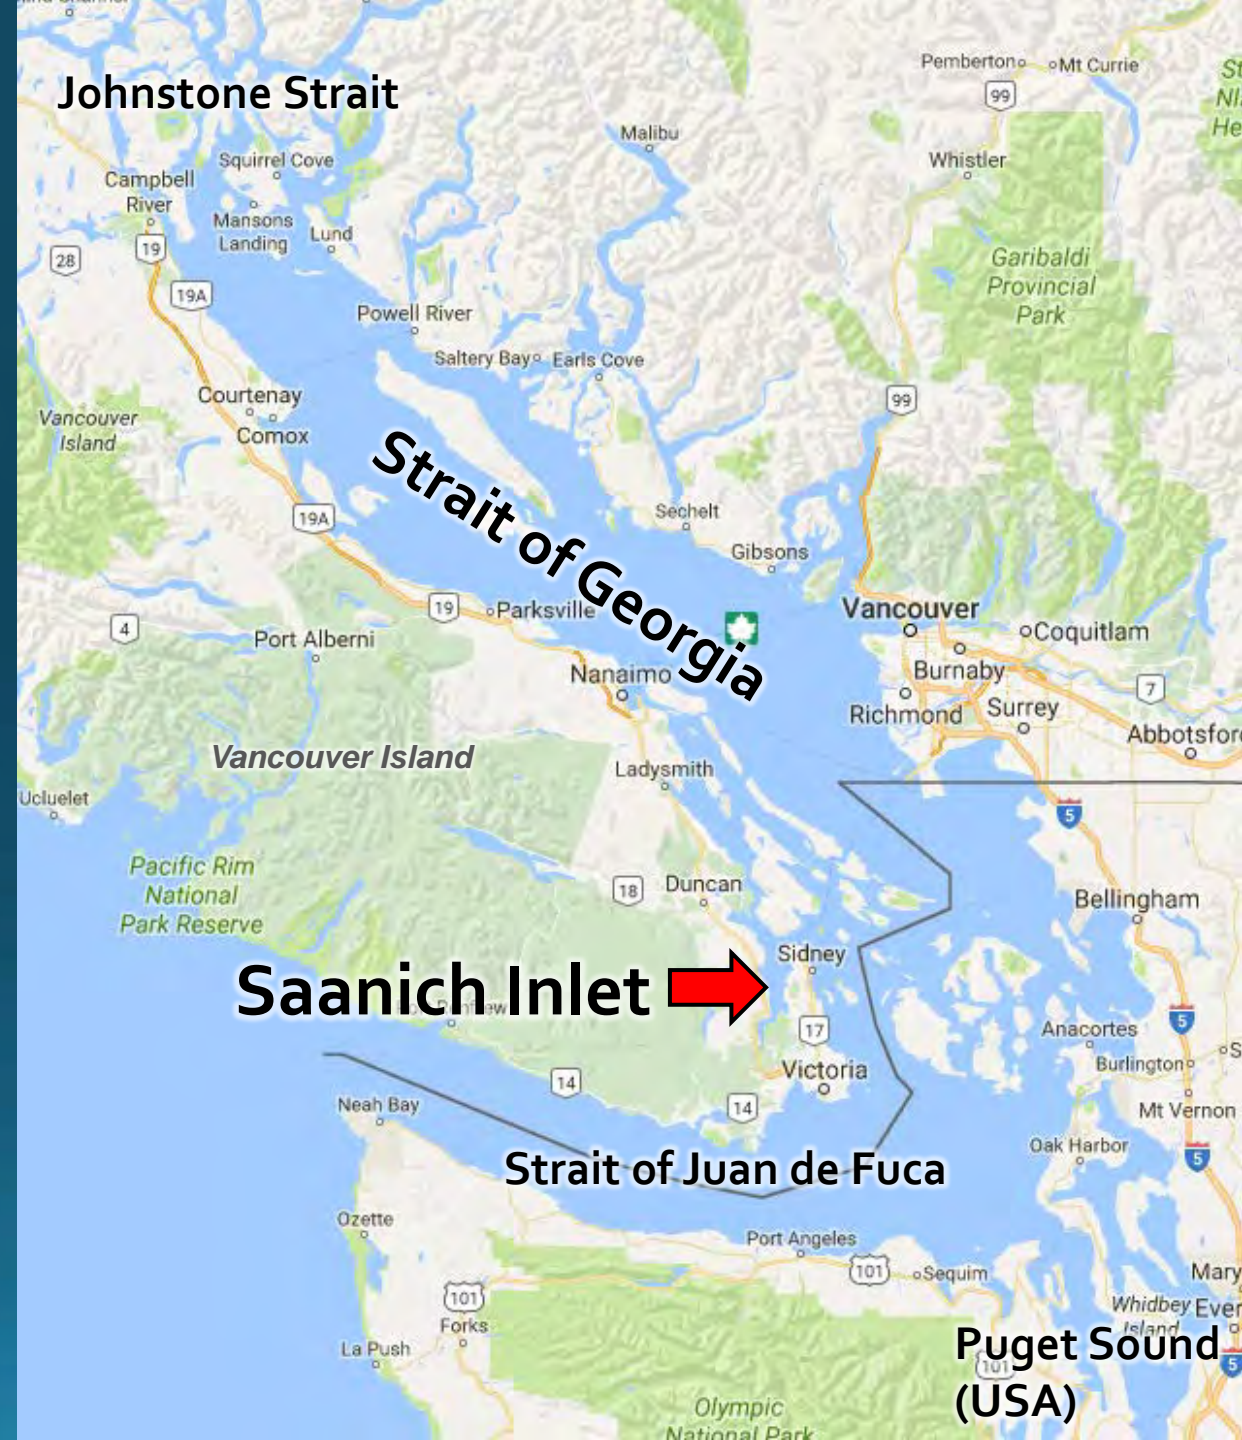 Johnstone Strait
Pemberton
Mt Currie
99
Malibu
Whistler
Squirrel Cove
Campbell
River
Mansons
Landing
Lund
19
28
19A
Garibaldi
Provincial
Park
Powell River
Saltery Bay
Earls Cove
Courtenay
Comox
Vancouver
Island
99
Strait of Georgia
19A
Sechelt
Gibsons
19
Parksville
4
Port Alberni
Vancouver
Coquitlam
Burnaby
Nanaimo
Richmond
Surrey
7
Abbotsford
Vancouver Island
Ladysmith
Ucluelet
5
Pacific Rim
National
Park Reserve
18
Duncan
Bellingham
Sidney
Saanich Inlet
17
5
Anacortes
Burlington
Victoria
14
14
Neah Bay
Mt Vernon
Oak Harbor
5
Strait of Juan de Fuca
Ozette
Port Angeles
101
Sequim
101
Forks
La Push
Mary
Whidbey
Island
Ever
Puget Sound
(USA)
101
5
Olympic
National Park